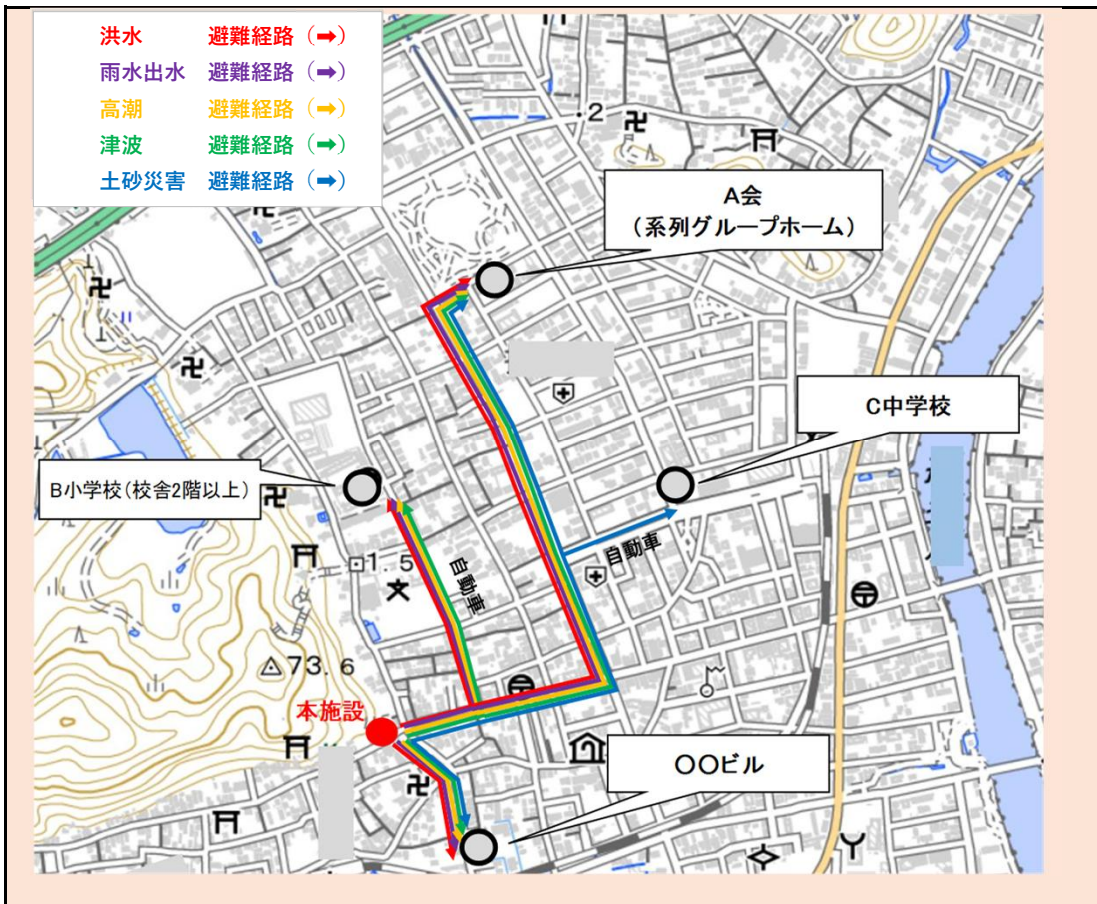 洪水 避難経路（➡）
雨水出水 避難経路（➡）
高潮 避難経路（➡）
津波 避難経路（➡）
土砂災害 避難経路（➡）
.2
A会
（系列グループホーム）
C中学校
B小学校（校舎2階以上）
1.5
自動車
自動車
73.6
本施設
〇〇ビル